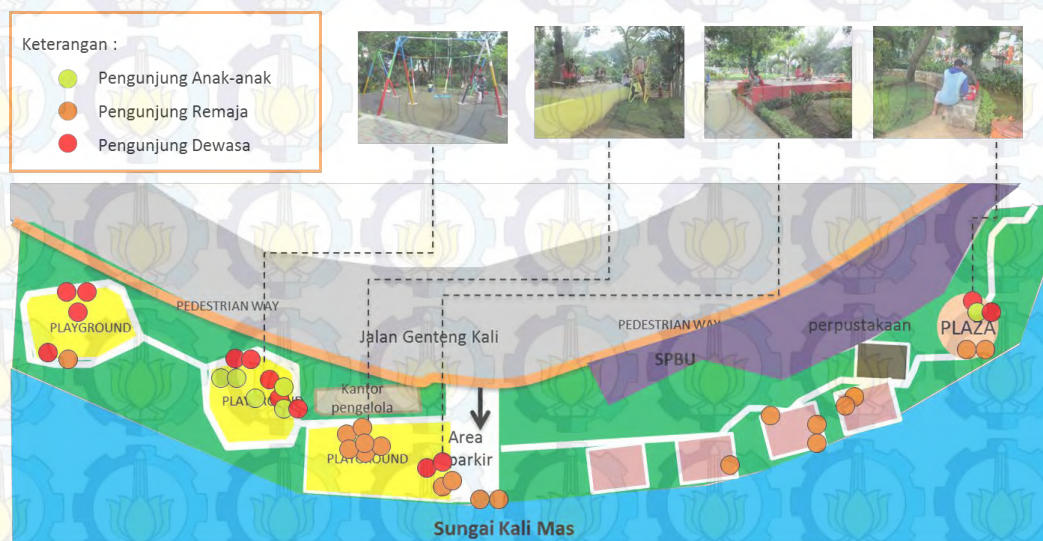 Keterangan :
Pengunjung Anak-anak
Pengunjung Remaja
Pengunjung Dewasa
PEDESTRIAN WAY
PLAYGROUND
Jalan Genteng Kali
PEDESTRIAN WAY
perpustakaan
PLAZA
SPBU
Kantor
pengelola
PLAYGROUND
Area
parkir
PLAYGROUND
Sungai Kali Mas